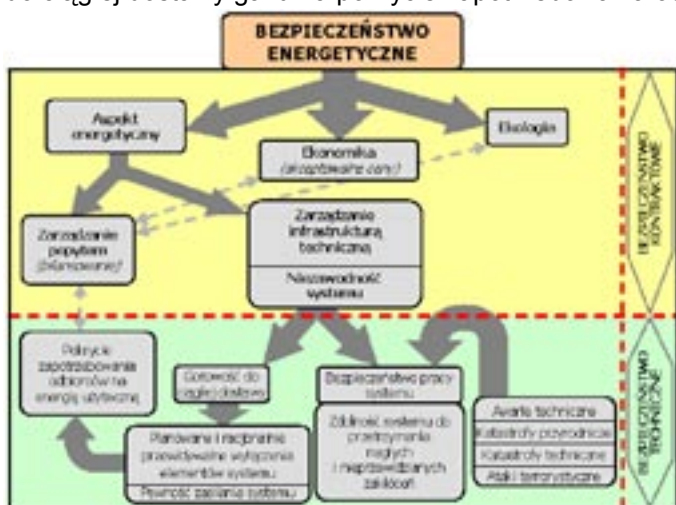 BEZPIECZEŃSTWO
ENERGETYCZNE
Aspekt
energetyczny
Ekologia
Ekonomika
(akceptowalne ceny)
Zarządzanie
popytem
(bilansowanie)
Zarządzanie
infrastrukturą
techniczną
Niezawodność
systemu
BEZPIECZEŃSTWO
KONTRAKTOWE
Pokrycie
zapotrzebowania
odbiorców na
energię użyteczną
Gotowość do
ciągłej dostawy
Bezpieczeństwo pracy
systemu
Planowane i racjonalnie
przewidywalne wyłączenia
elementów systemu
Pewność zasilania systemu
Zdolność systemu do
przetrzymania
nagłych
i nieprzewidzianych
zakłóceń
Awarie techniczne
Katastrofy przyrodnicze
Katastrofy techniczne
Ataki terrorystyczne
BEZPIECZEŃSTWO
TECHNICZNE